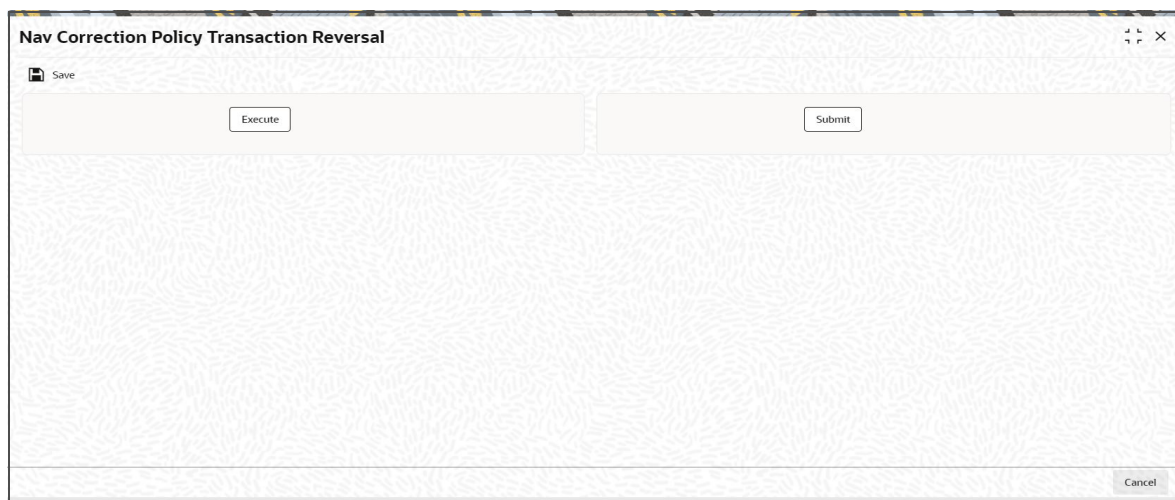 Nav Correction Policy Transaction Reversal
Save
Execute
Submit
Cancel